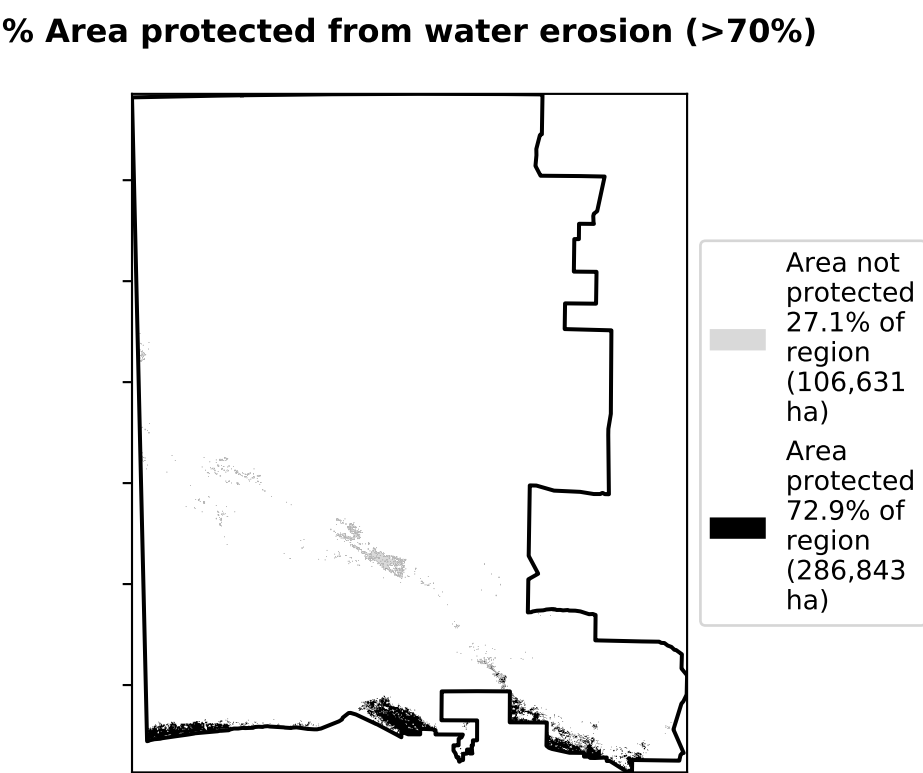 % Area protected from water erosion (>70%)
Area not
protected
27.1% of
region
(106,631
ha)
Area
protected
72.9% of
region
(286,843
ha)